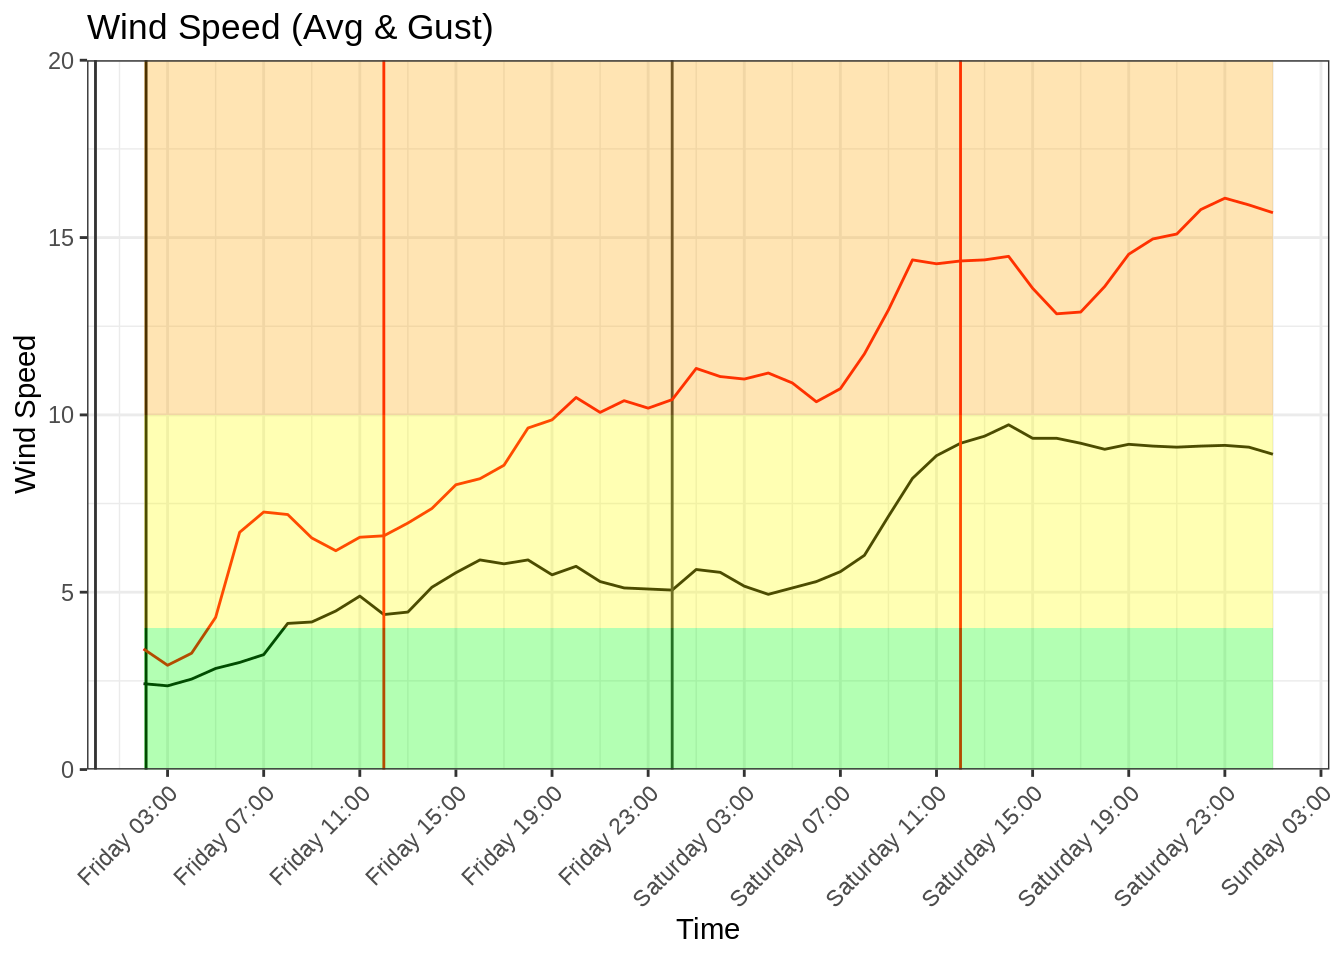 Wind Speed (Avg & Gust)
20
15
10
5
0
Wind Speed
Friday 03:00
Friday 07:00
Friday 11:00
Friday 15:00
Friday 19:00
Friday 23:00
Saturday 03:00
Saturday 07:00
Saturday 11:00
Saturday 15:00
Saturday 19:00
Saturday 23:00
Sunday 03:00
Time